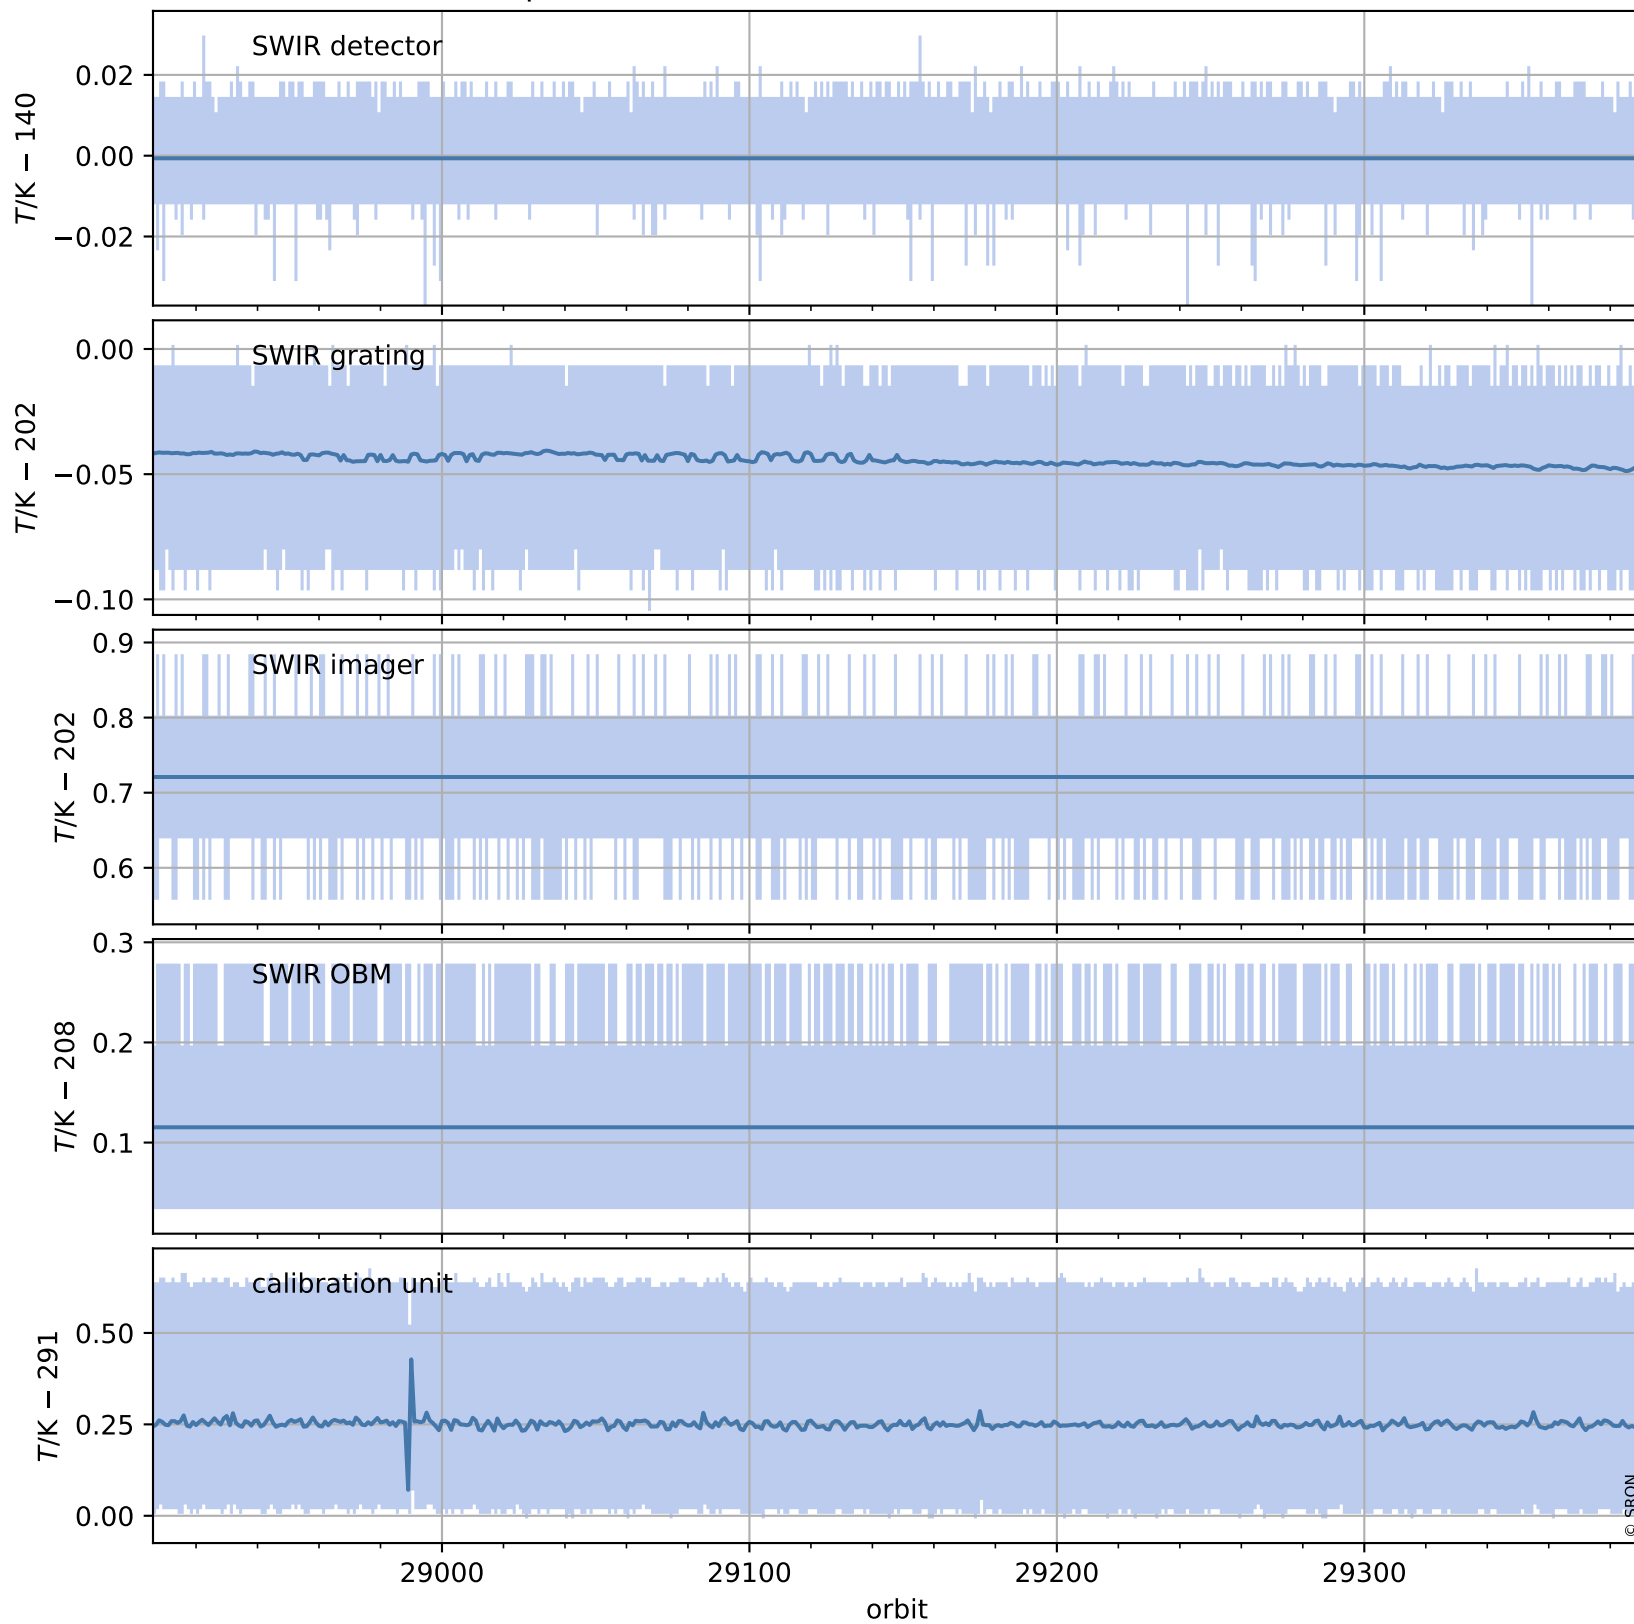 SWIR detector
0.02
0.00
−0.02
T/K − 140
SWIR grating
0.00
−0.05
−0.10
T/K − 202
SWIR imager
0.9
0.8
0.7
0.6
T/K − 202
SWIR OBM
0.3
0.2
0.1
T/K − 208
calibration unit
0.50
0.25
0.00
T/K − 291
© SRON
29000 29100 29200 29300
orbit